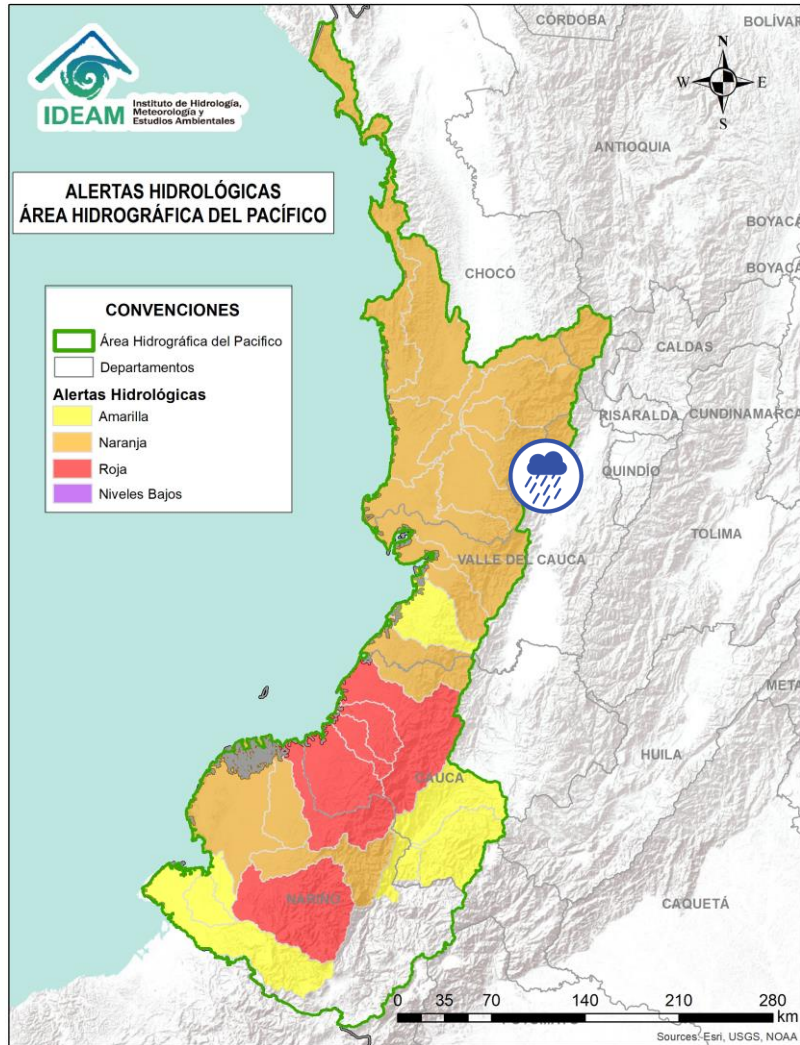 CÓRDOBA
BOLÍVAR
N
W E
S
IDEAM
Instituto de Hidrología,
Meteorología y
Estudios Ambientales
ANTIOQUIA
ALERTAS HIDROLÓGICAS
ÁREA HIDROGRÁFICA DEL PACÍFICO
BOYACÁ
BOYACÁ
CHOCÓ
CONVENCIONES
Área Hidrográfica del Pacifico
Departamentos
Alertas Hidrológicas
Amarilla
Naranja
Roja
Niveles Bajos
CALDAS
RISARALDA
CUNDINAMARCA
QUINDÍO
TOLIMA
VALLE DEL CAUCA
META
HUILA
CAUCA
NARIÑO
CAQUETÁ
0 35 70 140 210 280
km
Sources: Esri, USGS, NOAA